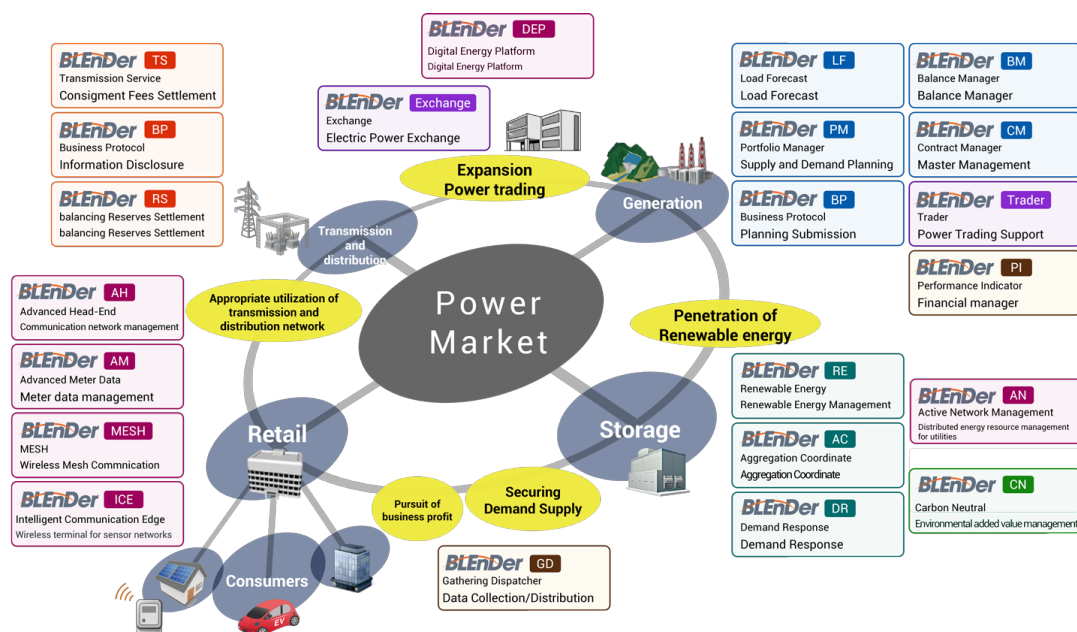 BLEnDer DEP
Digital Energy Platform
Digital Energy Platform
BLEnDer TS
Transmission Service
Consigment Fees Settlement
BLEnDer BP
Business Protocol
Information Disclosure
BLEnDer RS
balancing Reserves Settlement
balancing Reserves Settlement
BLEnDer Exchange
Exchange
Electric Power Exchange
BLEnDer LF
Load Forecast
Load Forecast
BLEnDer BM
Balance Manager
Balance Manager
BLEnDer PM
Portfolio Manager
Supply and Demand Planning
BLEnDer CM
Contract Manager
Master Management
BLEnDer BP
Business Protocol
Planning Submission
BLEnDer Trader
Trader
Power Trading Support
BLEnDer PI
Performance Indicator
Financial manager
Expansion
Power trading
Generation
Transmission
and
distribution
Appropriate utilization of
transmission and
distribution network
Power
Market
Penetration of
Renewable energy
BLEnDer AH
Advanced Head-End
Communication network management
BLEnDer AM
Advanced Meter Data
Meter data management
BLEnDer MESH
MESH
Wireless Mesh Commnication
BLEnDer ICE
Intelligent Communication Edge
Wireless terminal for sensor networks
Retail
Storage
Pursuit of
business profit
Securing
Demand Supply
Consumers
EV
BLEnDer GD
Gathering Dispatcher
Data Collection/Distribution
BLEnDer RE
Renewable Energy
Renewable Energy Management
BLEnDer AC
Aggregation Coordinate
Aggregation Coordinate
BLEnDer DR
Demand Response
Demand Response
BLEnDer AN
Active Network Management
Distributed energy resource management
for utilities
BLEnDer CN
Carbon Neutral
Environmental added value management